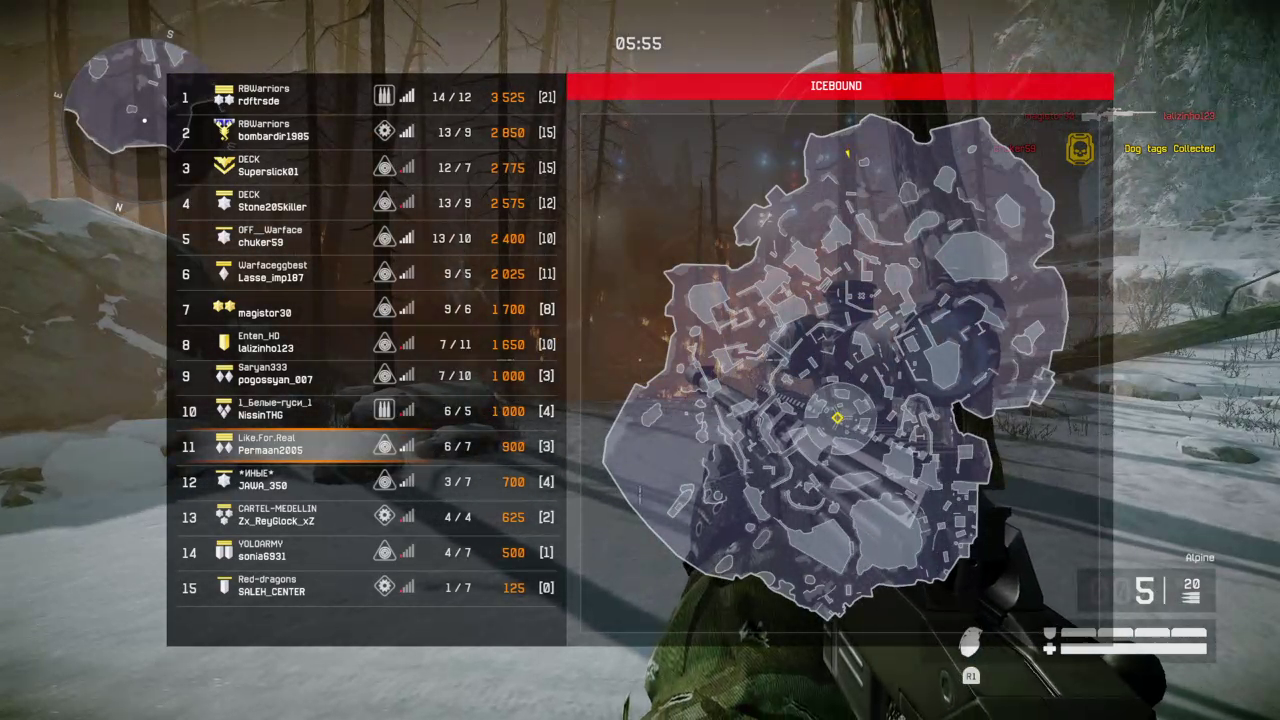 S
05:55
E
N
ICEBOUND
lalizinho123
Dog tags Collected
1 RBWarriors rdftrsde 14 / 12 3 525 [21]
2 RBWarriors bombardir1985 13 / 9 2 850 [15]
3 DECK Superslick01 12 / 7 2 775 [15]
4 DECK Stone205killer 13 / 9 2 575 [12]
5 OFF__Warface chuker59 13 / 10 2 400 [10]
6 Warfaceggbest Lasse_imp187 9 / 5 2 025 [11]
7 magistor30 9 / 6 1 700 [8]
8 Enten_HD lalizinho123 7 / 11 1 650 [10]
9 Saryan333 pogossyan_007 7 / 10 1 000 [3]
10 1_Белые-гуси_1 NissinTHG 6 / 5 1 000 [4]
11 Like.For.Real Permaan2005 6 / 7 900 [3]
12 *ИНЫЕ* JAWA_350 3 / 7 700 [4]
13 CARTEL-MEDELLIN Zx_ReyGlock_xZ 4 / 4 625 [2]
14 YOLOARMY sonia6931 4 / 7 500 [1]
15 Red-dragons SALEH_CENTER 1 / 7 125 [0]
Alpine
5 20
R1